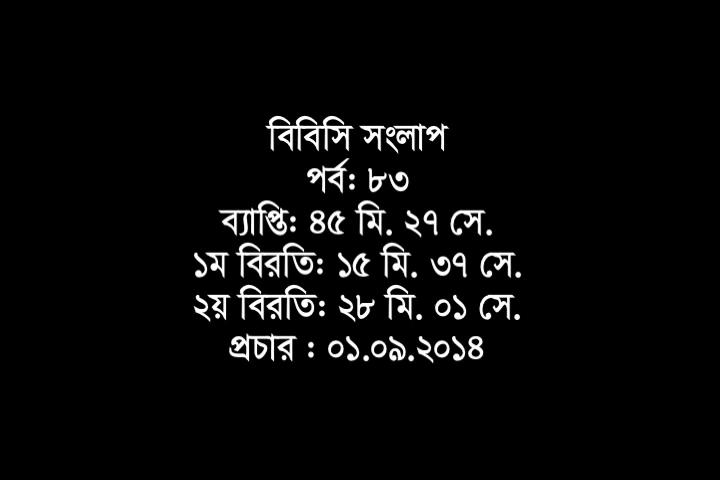 বিবিসি সংলাপ
পর্ব: ৮৩
ব্যাপ্তি: ৪৫ মি. ২৭ সে.
১ম বিরতি: ১৫ মি. ৩৭ সে.
২য় বিরতি: ২৮ মি. ০১ সে.
প্রচার : ০১.০৯.২০১৪